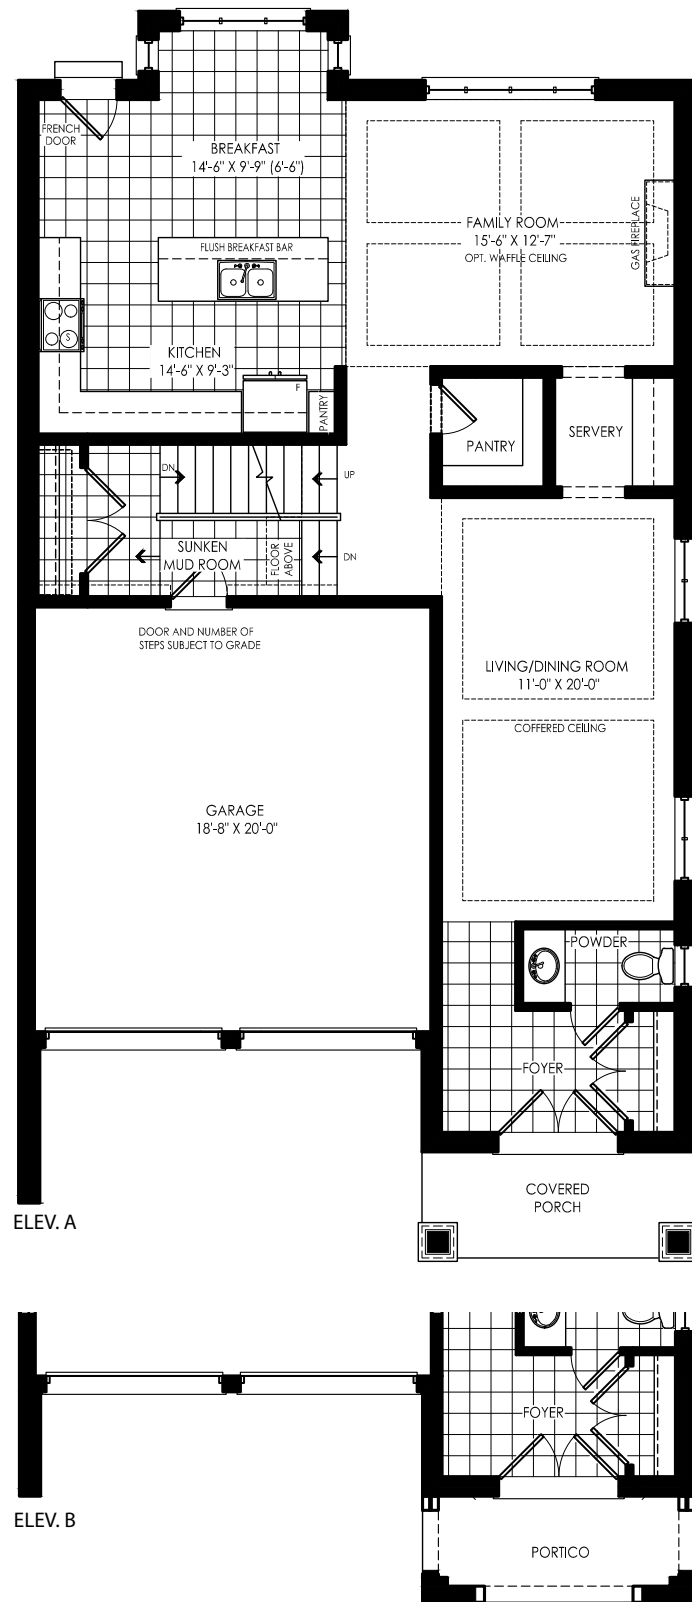 FRENCH
DOOR
BREAKFAST
14'-6" X 9'-9" (6'-6")
FAMILY ROOM
15'-6" X 12'-7"
OPT. WAFFLE CEILING
GAS FIREPLACE
FLUSH BREAKFAST BAR
S
KITCHEN
14'-6" X 9'-3"
F
PANTRY
PANTRY
SERVERY
DN
UP
SUNKEN
MUD ROOM
FLOOR
ABOVE
DN
DOOR AND NUMBER OF
STEPS SUBJECT TO GRADE
LIVING/DINING ROOM
11'-0" X 20'-0"
COFFERED CEILING
GARAGE
18'-8" X 20'-0"
POWDER
FOYER
COVERED
PORCH
ELEV. A
FOYER
ELEV. B
PORTICO